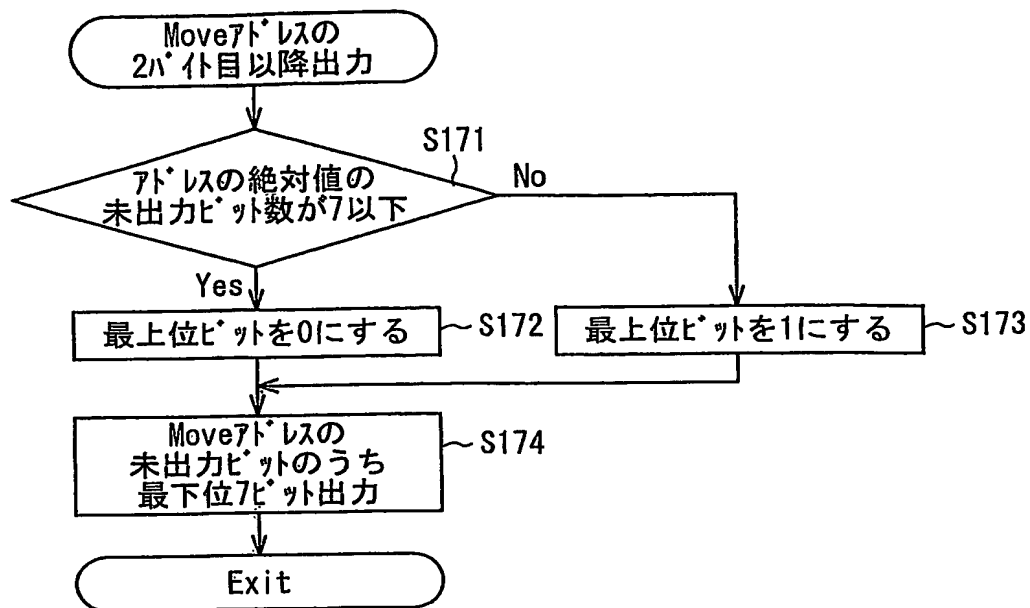 Moveｱﾄﾞﾚｽの
2ﾊﾞｲﾄ目以降出力
S171
ｱﾄﾞﾚｽの絶対値の
未出力ﾋﾞｯﾄ数が7以下
No
Yes
最上位ﾋﾞｯﾄを0にする
S172
最上位ﾋﾞｯﾄを1にする
S173
Moveｱﾄﾞﾚｽの
未出力ﾋﾞｯﾄのうち
最下位7ﾋﾞｯﾄ出力
S174
Exit